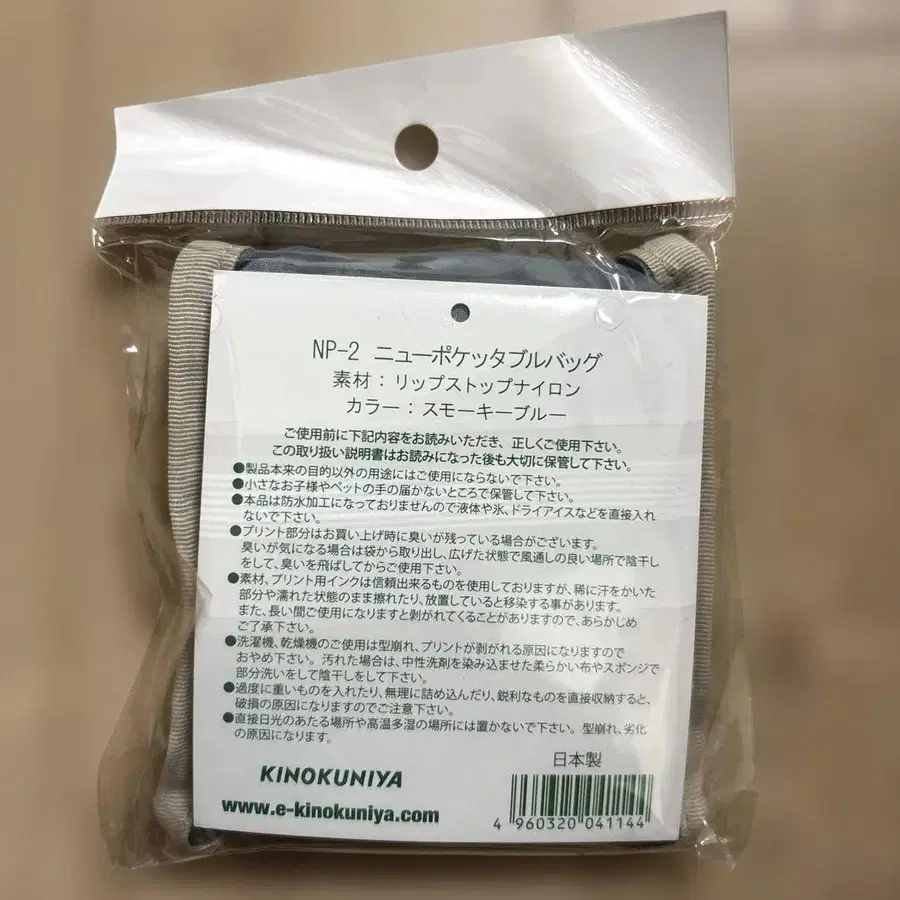 NP-2 ニューポケッタブルバッグ
素材：リップストップナイロン
カラー：スモーキーブルー
ご使用前に下記内容をお読みいただき、正しくご使用下さい。
この取り扱い説明書はお読みになった後も大切に保管して下さい。
●製品本来の目的以外の用途にはご使用にならないで下さい。
●小さなお子様やペットの手の届かないところで保管して下さい。
●本品は防水加工になっておりませんので液体や氷、ドライアイスなどを直接入れ
ないで下さい。
●プリント部分はお買い上げ時に臭いが残っている場合がございます。
臭いが気になる場合は袋から取り出し、広げた状態で風通しの良い場所で陰干し
をして、臭いを飛ばしてからご使用下さい。
●素材、プリント用インクは信頼出来るものを使用しておりますが、稀に汗をかいた
部分や濡れた状態のまま擦れたり、放置していると移染する事があります。
また、長い間ご使用になりますと剥がれてくることがありますので、あらかじめ
ご了承下さい。
●洗濯機、乾燥機のご使用は型崩れ、プリントが剥がれる原因になりますので
おやめ下さい。汚れた場合は、中性洗剤を染み込ませた柔らかい布やスポンジで
部分洗いをして陰干しをして下さい。
●過度に重いものを入れたり、無理に詰め込んだり、鋭利なものを直接収納すると、
破損の原因になりますのでご注意下さい。
●直接日光のあたる場所や高温多湿の場所には置かないで下さい。型崩れ、劣化
の原因になります。
日本製
KINOKUNIYA
www.e-kinokuniya.com
4 960320 041144